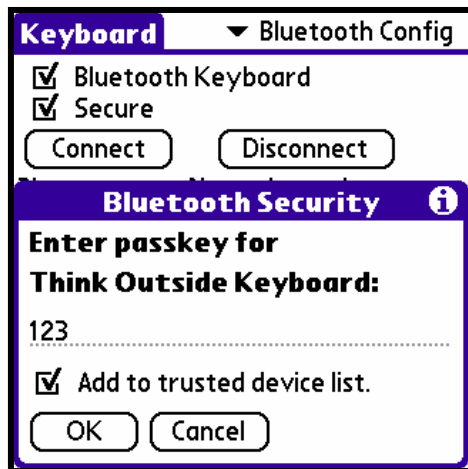 Keyboard Bluetooth Config
Bluetooth Keyboard
Secure
Connect Disconnect
Bluetooth Security
Enter passkey for
Think Outside Keyboard:
123
Add to trusted device list.
OK Cancel